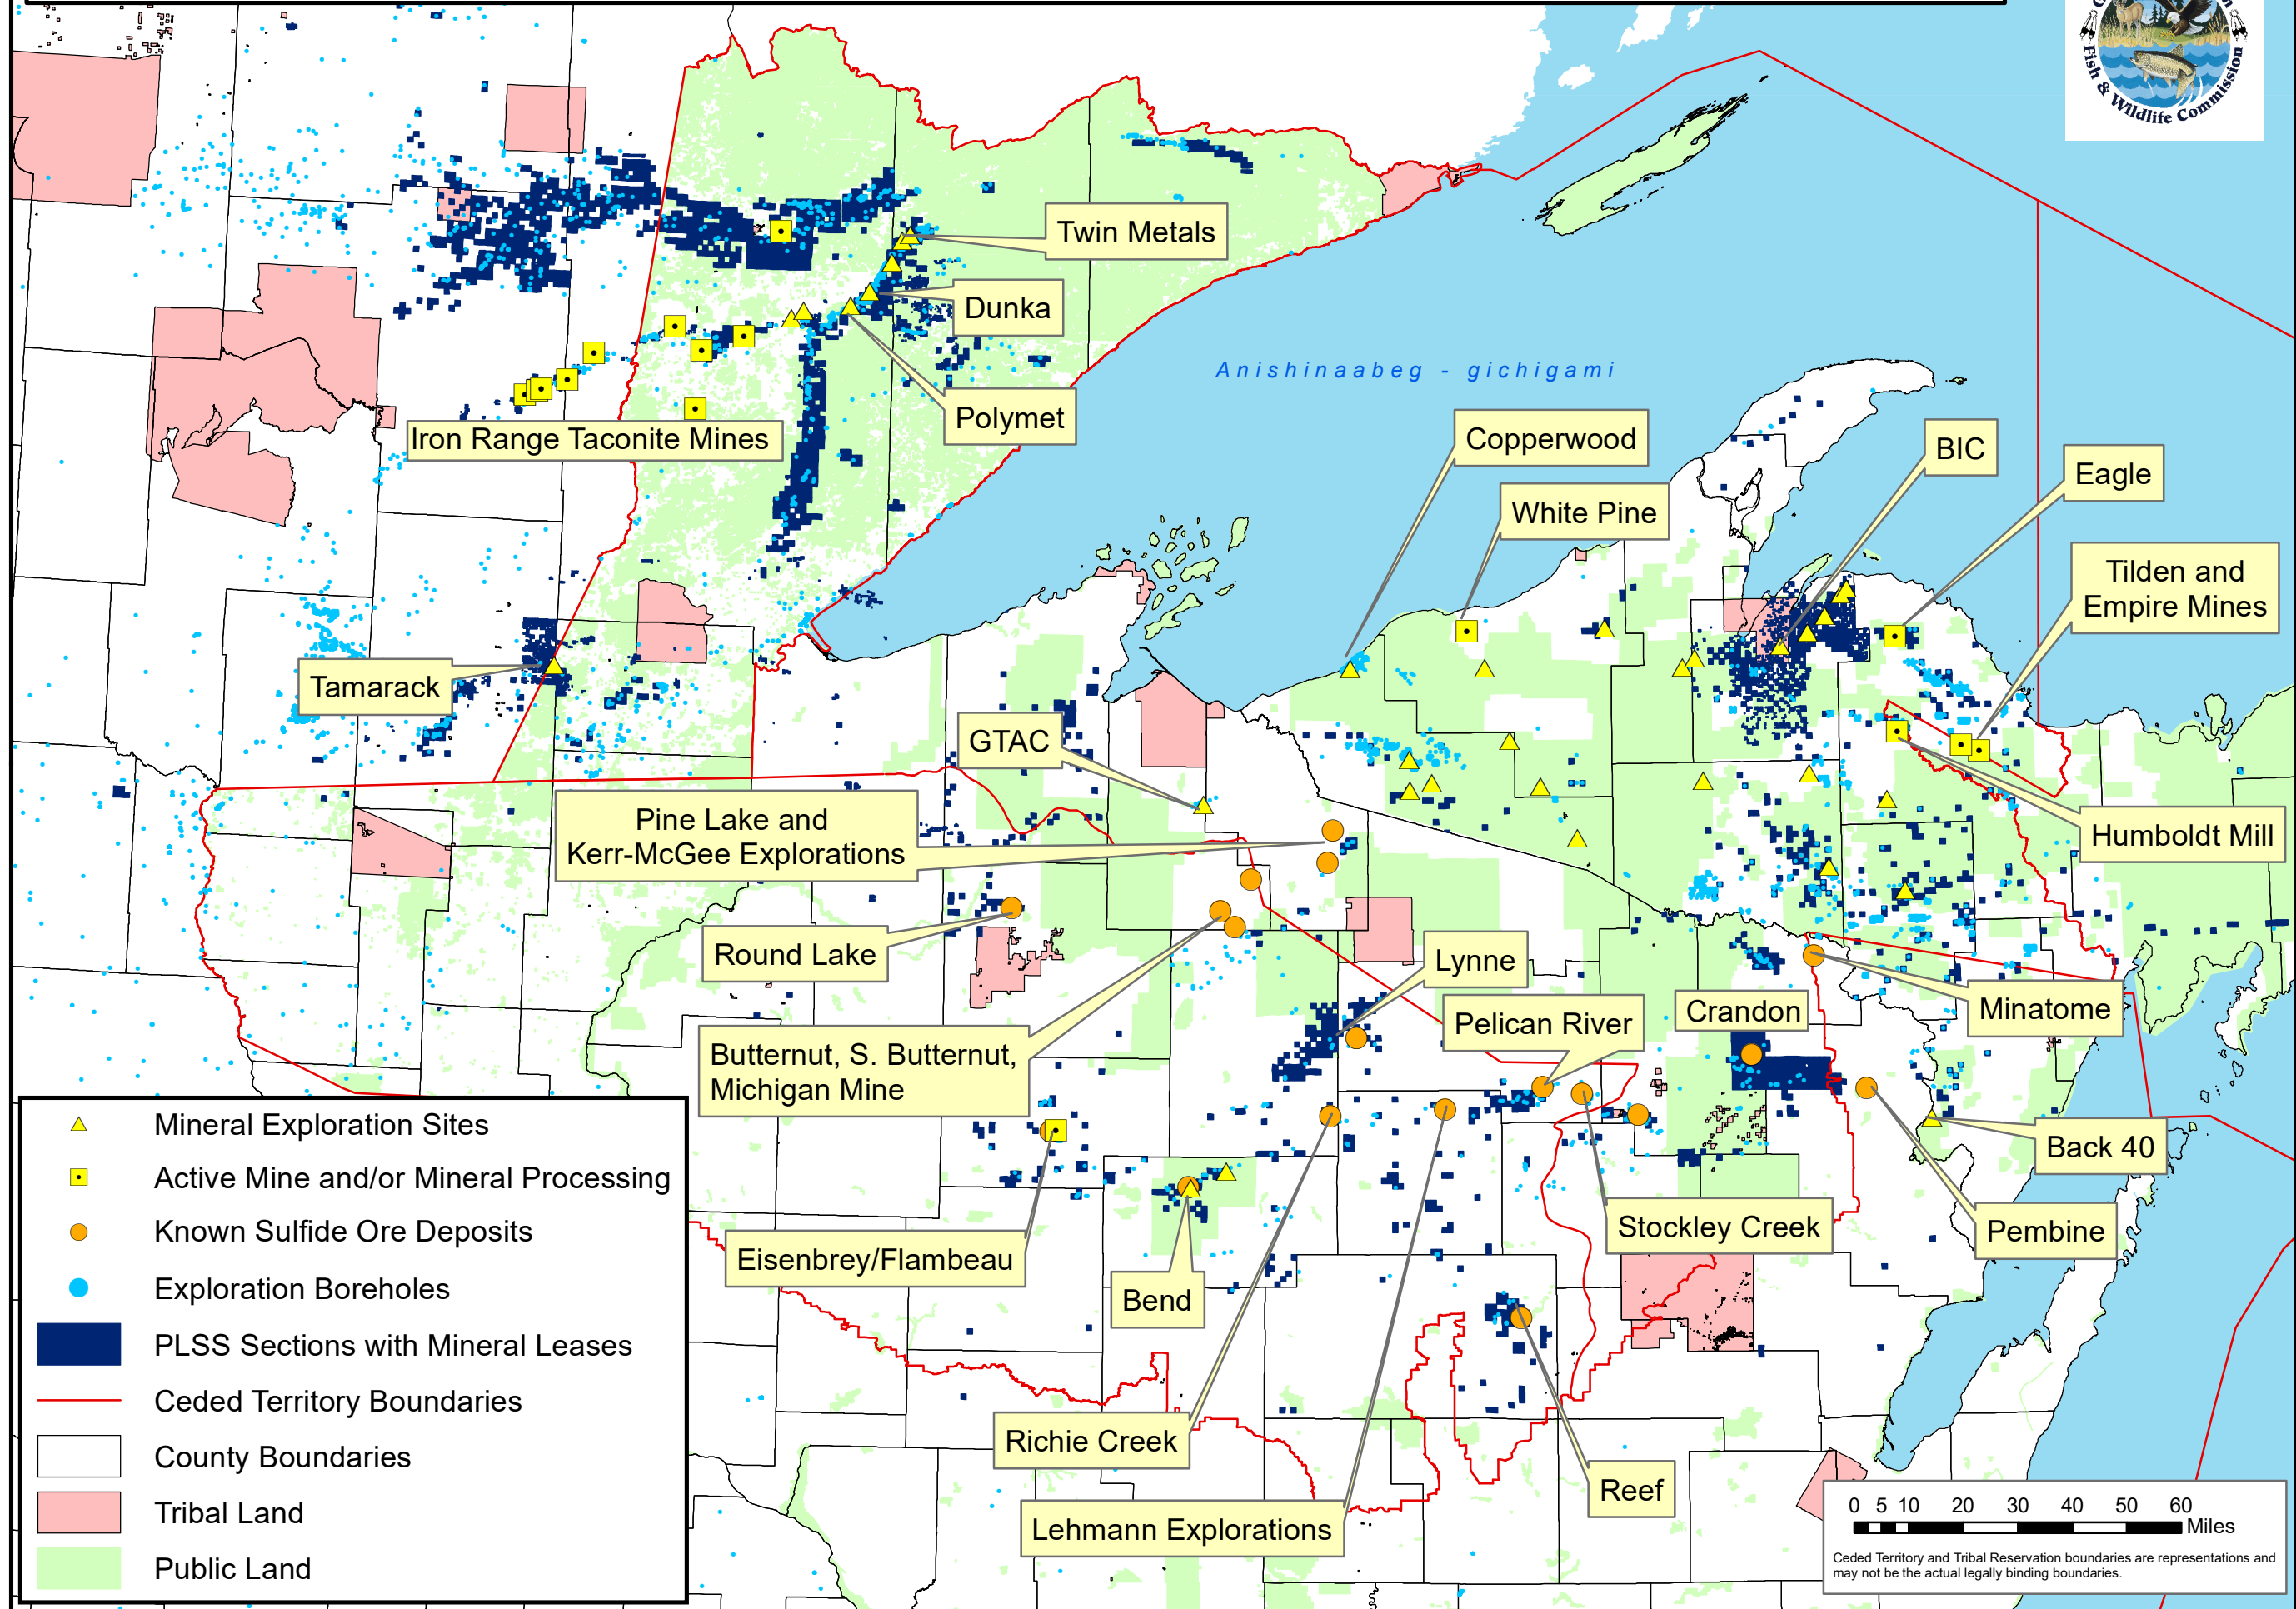 Fish & Wildlife Commission
Twin Metals
Dunka
Anishinaabeg - gichigami
Polymet
Iron Range Taconite Mines
Copperwood
BIC
Eagle
White Pine
Tilden and
Empire Mines
Tamarack
GTAC
Pine Lake and
Kerr-McGee Explorations
Humboldt Mill
Round Lake
Lynne
Minatome
Crandon
Pelican River
Butternut, S. Butternut,
Michigan Mine
Back 40
Stockley Creek
Pembine
Eisenbrey/Flambeau
Bend
Richie Creek
Reef
Lehmann Explorations
Mineral Exploration Sites
Active Mine and/or Mineral Processing
Known Sulfide Ore Deposits
Exploration Boreholes
PLSS Sections with Mineral Leases
Ceded Territory Boundaries
County Boundaries
Tribal Land
Public Land
0 5 10 20 30 40 50 60
Miles
Ceded Territory and Tribal Reservation boundaries are representations and
may not be the actual legally binding boundaries.